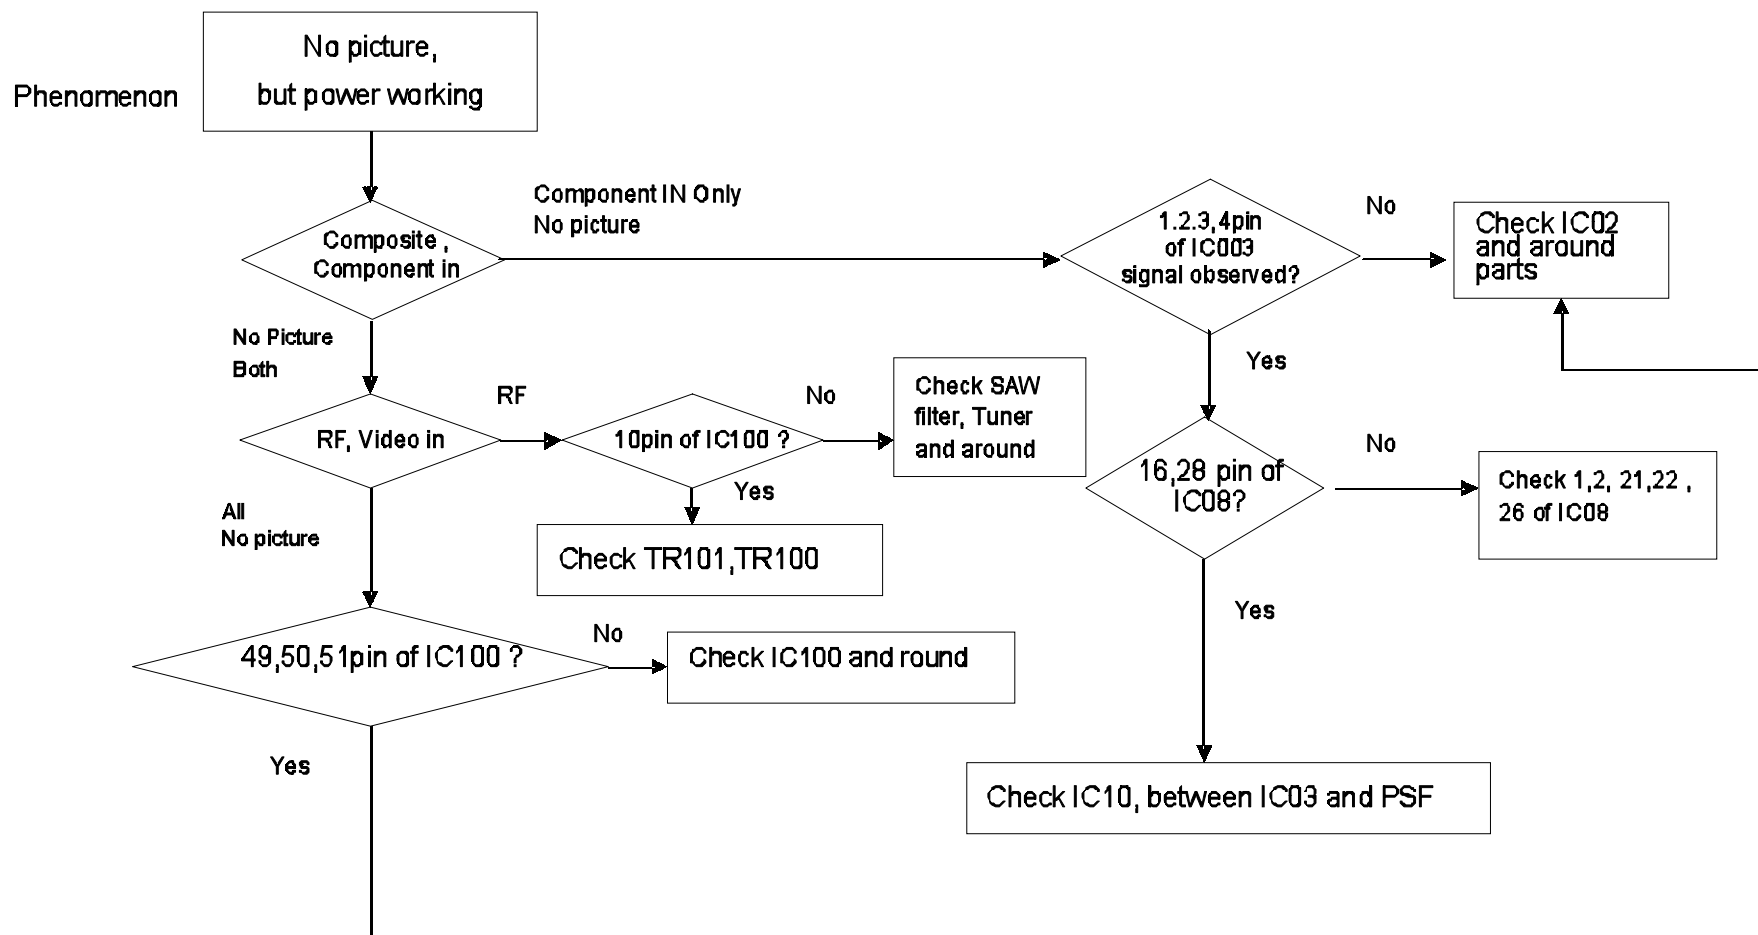 No picture,
but power working
Phenomenon
Component IN Only
No picture
Composite ,
Component in
1.2.3,4pin
of IC003
signal observed?
No
Check IC02
and around
parts
No Picture
Both
Yes
RF
RF, Video in
10pin of IC100 ?
No
Check SAW
filter, Tuner
and around
Yes
Check TR101,TR100
16,28 pin of
IC08?
No
Check 1,2, 21,22 ,
26 of IC08
All
No picture
49,50,51pin of IC100 ?
No
Check IC100 and round
Yes
Yes
Check IC10, between IC03 and PSF